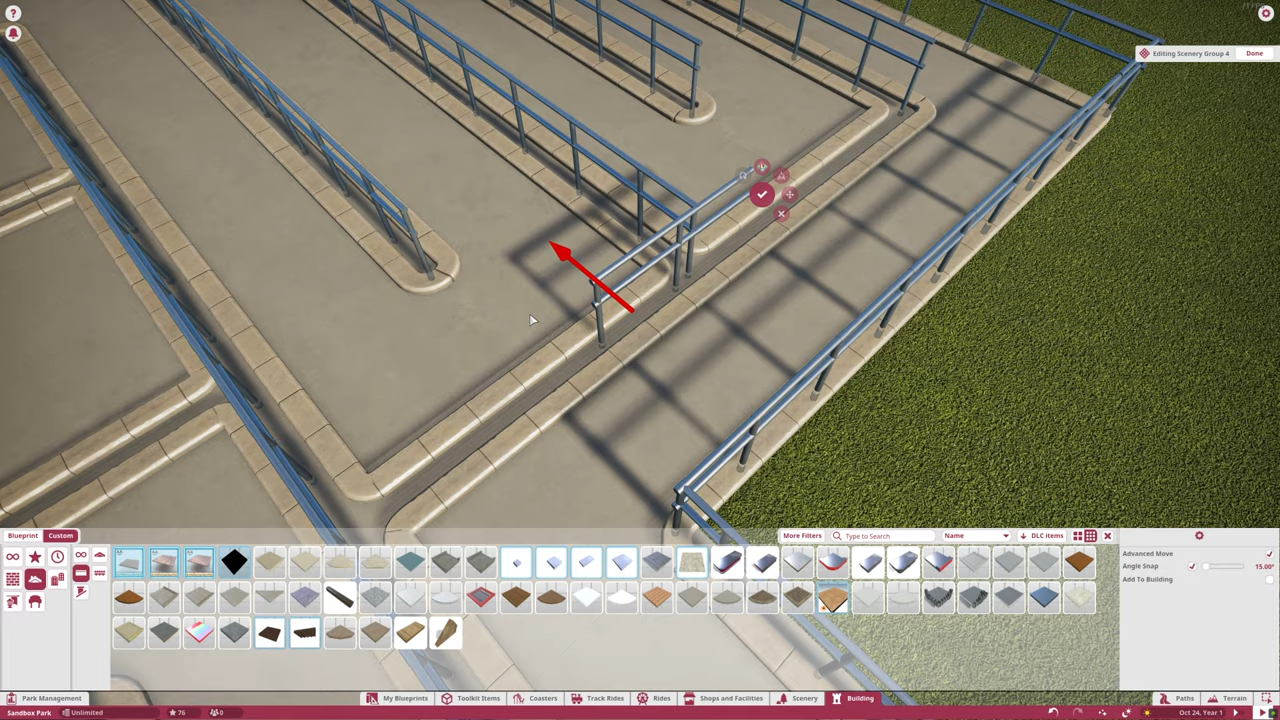 ?
Editing Scenery Group 4 Done
Blueprint Custom
More Filters Type to Search Name DLC items
Advanced Move
Angle Snap 15.00°
Add To Building
Park Management My Blueprints Toolkit Items Coasters Track Rides Rides Shops and Facilities Scenery Building Paths Terrain
Sandbox Park Unlimited 76 0 Oct 24, Year 1